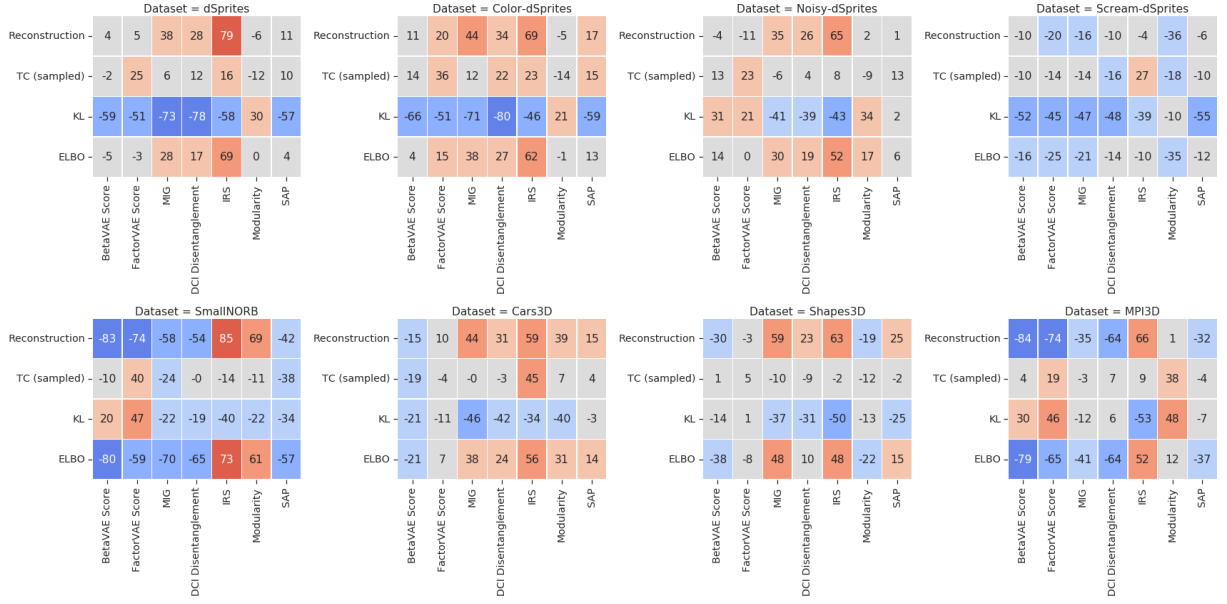 Dataset = dSprites
Reconstruction 4 5 38 28 79 -6 11
TC (sampled) -2 25 6 12 16 -12 10
KL -59 -51 -73 -78 -58 30 -57
ELBO -5 -3 28 17 69 0 4
BetaVAE Score
FactorVAE Score
MIG
DCI Disentanglement
IRS
Modularity
SAP
Dataset = Color-dSprites
Reconstruction 11 20 44 34 69 -5 17
TC (sampled) 14 36 12 22 23 -14 15
KL -66 -51 -71 -80 -46 21 -59
ELBO 4 15 38 27 62 -1 13
BetaVAE Score
FactorVAE Score
MIG
DCI Disentanglement
IRS
Modularity
SAP
Dataset = Noisy-dSprites
Reconstruction -4 -11 35 26 65 2 1
TC (sampled) 13 23 -6 4 8 -9 13
KL 31 21 -41 -39 -43 34 2
ELBO 14 0 30 19 52 17 6
BetaVAE Score
FactorVAE Score
MIG
DCI Disentanglement
IRS
Modularity
SAP
Dataset = Scream-dSprites
Reconstruction -10 -20 -16 -10 -4 -36 -6
TC (sampled) -10 -14 -14 -16 27 -18 -10
KL -52 -45 -47 -48 -39 -10 -55
ELBO -16 -25 -21 -14 -10 -35 -12
BetaVAE Score
FactorVAE Score
MIG
DCI Disentanglement
IRS
Modularity
SAP
Dataset = SmallNORB
Reconstruction -83 -74 -58 -54 85 69 -42
TC (sampled) -10 40 -24 -0 -14 -11 -38
KL 20 47 -22 -19 -40 -22 -34
ELBO -80 -59 -70 -65 73 61 -57
BetaVAE Score
FactorVAE Score
MIG
DCI Disentanglement
IRS
Modularity
SAP
Dataset = Cars3D
Reconstruction -15 10 44 31 59 39 15
TC (sampled) -19 -4 -0 -3 45 7 4
KL -21 -11 -46 -42 -34 -40 -3
ELBO -21 7 38 24 56 31 14
BetaVAE Score
FactorVAE Score
MIG
DCI Disentanglement
IRS
Modularity
SAP
Dataset = Shapes3D
Reconstruction -30 -3 59 23 63 -19 25
TC (sampled) 1 5 -10 -9 -2 -12 -2
KL -14 1 -37 -31 -50 -13 -25
ELBO -38 -8 48 10 48 -22 15
BetaVAE Score
FactorVAE Score
MIG
DCI Disentanglement
IRS
Modularity
SAP
Dataset = MPI3D
Reconstruction -84 -74 -35 -64 66 1 -32
TC (sampled) 4 19 -3 7 9 38 -4
KL 30 46 -12 6 -53 48 -7
ELBO -79 -65 -41 -64 52 12 -37
BetaVAE Score
FactorVAE Score
MIG
DCI Disentanglement
IRS
Modularity
SAP